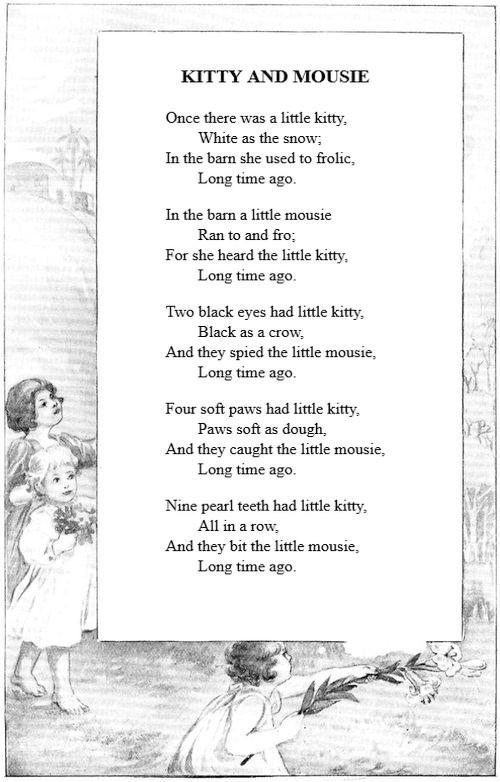 KITTY AND MOUSIE
Once there was a little kitty,
White as the snow;
In the barn she used to frolic,
Long time ago.
In the barn a little mousie
Ran to and fro;
For she heard the little kitty,
Long time ago.
Two black eyes had little kitty,
Black as a crow,
And they spied the little mousie,
Long time ago.
Four soft paws had little kitty,
Paws soft as dough,
And they caught the little mousie,
Long time ago.
Nine pearl teeth had little kitty,
All in a row,
And they bit the little mousie,
Long time ago.